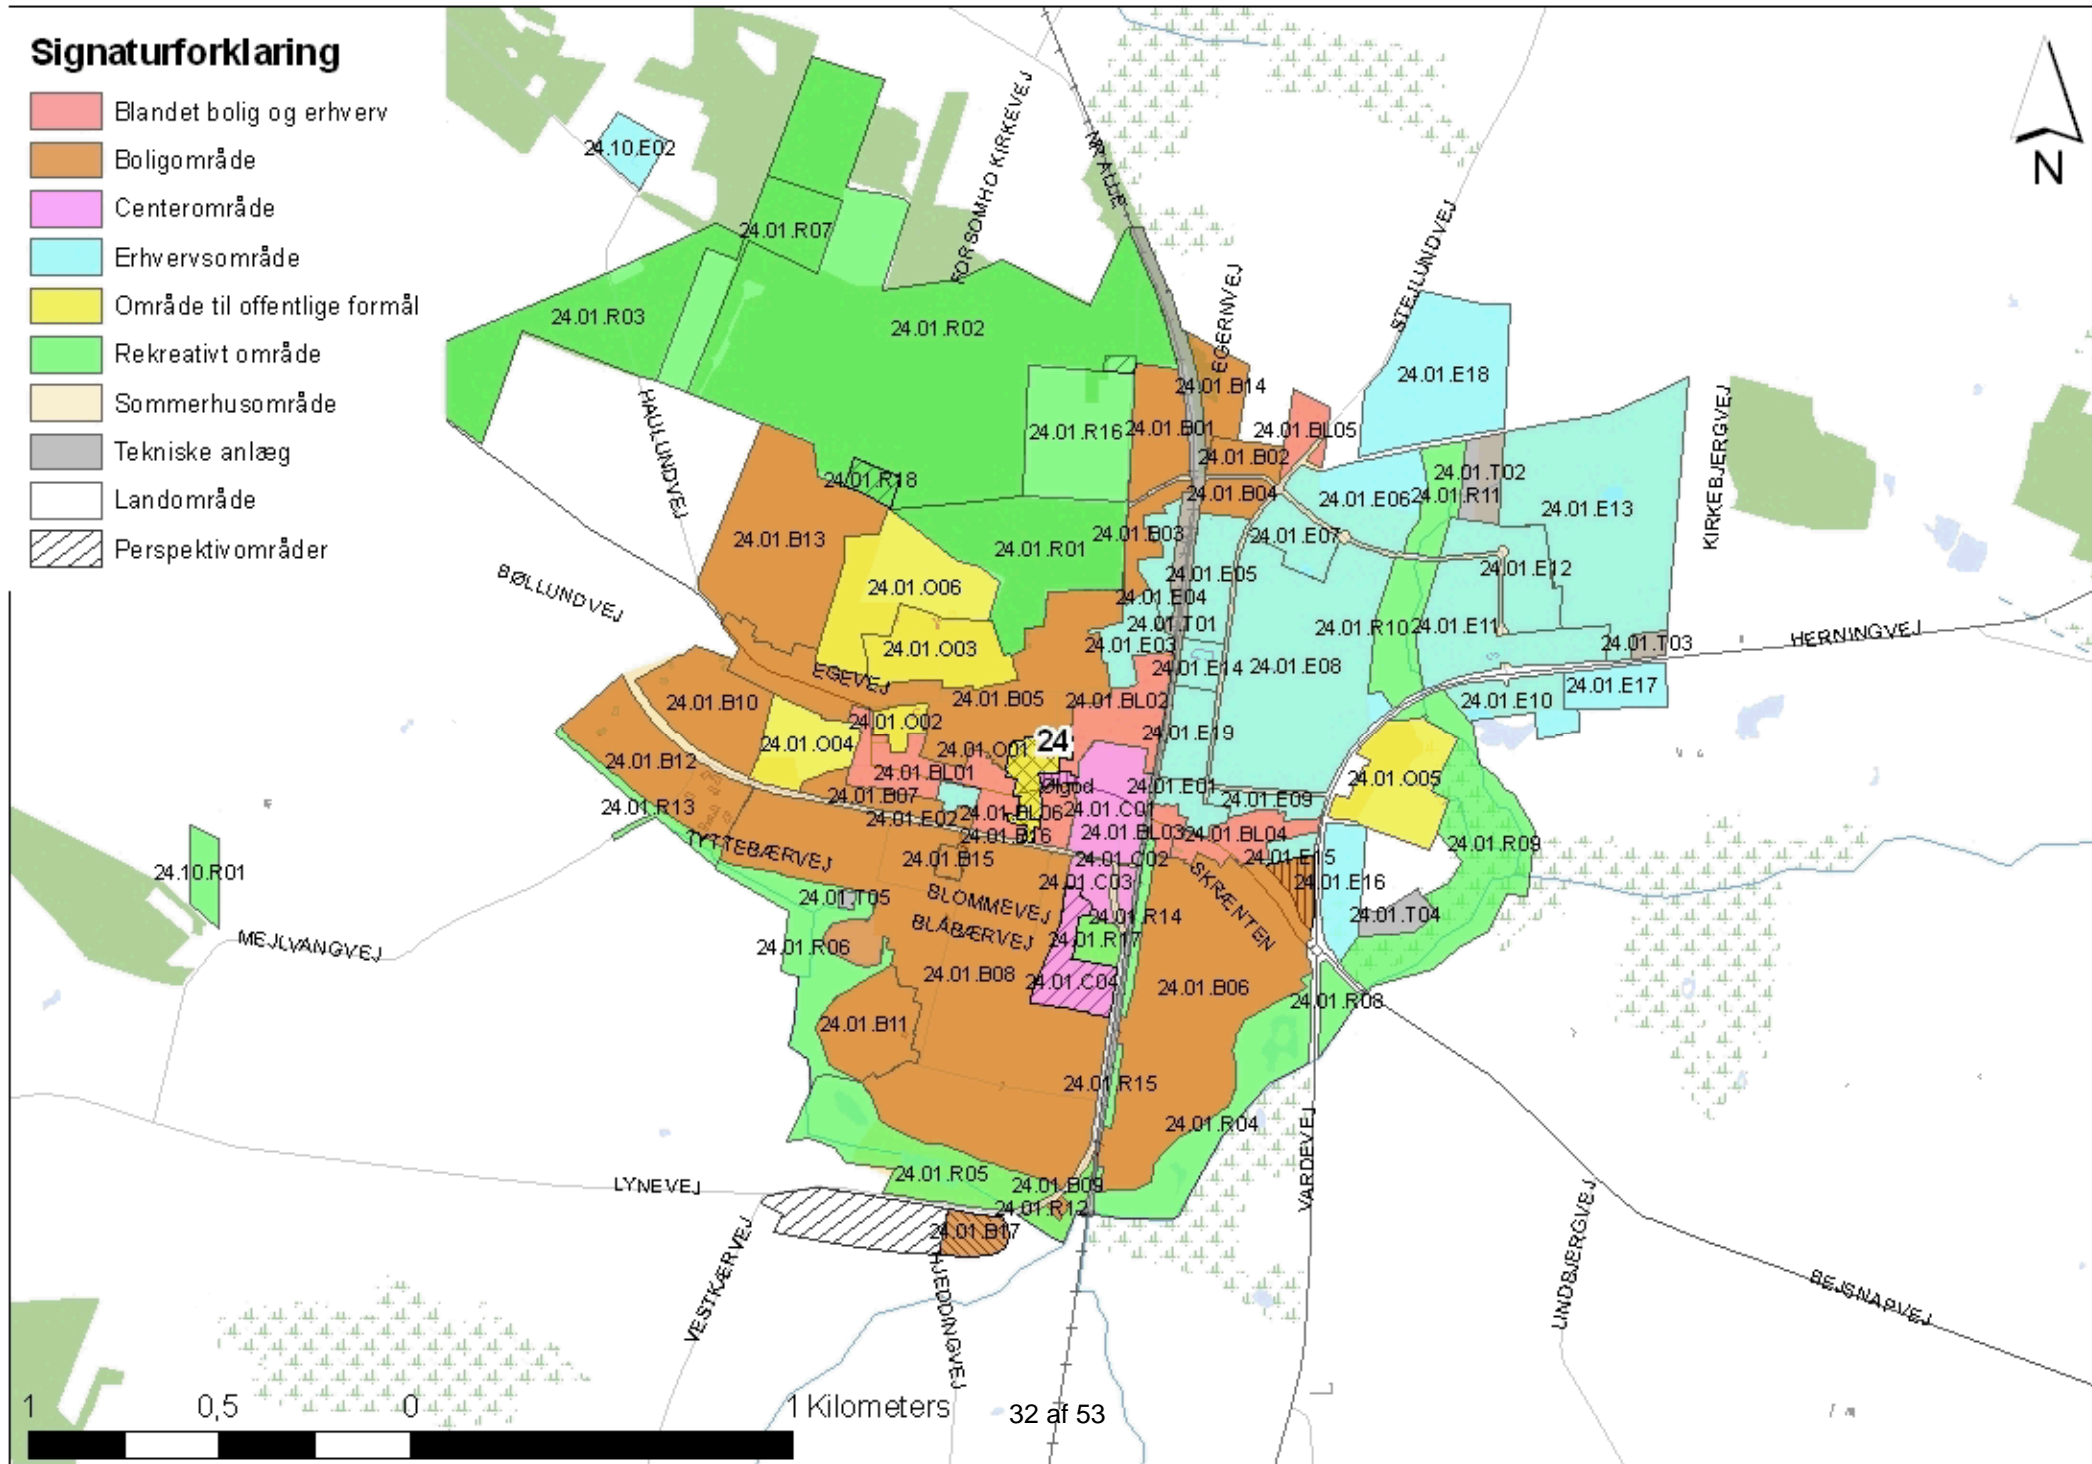 Signaturforklaring
Blandet bolig og erhverv
Boligområde
Centerområde
Erhvervsområde
Område til offentlige formål
Rekreativt område
Sommerhusområde
Tekniske anlæg
Landområde
Perspektivområder
N
24.10.E02
FORSOMHO KIRKEVEJ
NR ALLE
24.01.R07
24.01.R03
24.01.R02
EGERNVEJ
STEJLUNDVEJ
24.01.E18
24.01.B14
KIRKEBJERGVEJ
HAULUNDVEJ
24.01.R16
24.01.B01
24.01.BL05
24.01.B02
24.01.R18
24.01.T02
24.01.B04
24.01.E06
24.01.R11
24.01.E13
24.01.B13
24.01.R01
24.01.B03
24.01.E07
24.01.E05
24.01.E12
BØLLUNDVEJ
24.01.O06
24.01.E04
24.01.T01
24.01.R10
24.01.E11
24.01.O03
24.01.E03
24.01.T03
HERNINGVEJ
EGEVEJ
24.01.E14
24.01.E08
24.01.B10
24.01.B05
24.01.BL02
24.01.E10
24.01.E17
24.01.O02
24.01.O04
24.01.O01
24
24.01.E19
24.01.B12
24.01.BL01
Ølgod
24.01.E01
24.01.O05
24.01.R13
24.01.B07
24.01.E09
24.01.E02
24.01.BL06
24.01.C01
24.01.B16
24.01.BL03
24.01.BL04
24.01.R09
TYTTEBÆRVEJ
24.01.B15
24.01.C02
24.01.E15
24.10.R01
24.01.C03
SKRÆNTEN
24.01.E16
24.01.T05
BLOMMEVEJ
24.01.R14
24.01.T04
BLÅBÆRVEJ
24.01.R17
MEJLVANGVEJ
24.01.R06
24.01.B08
24.01.C04
24.01.B06
24.01.R08
24.01.B11
24.01.R15
24.01.R04
VARDEVEJ
LYNEVEJ
24.01.R05
24.01.B09
24.01.R12
24.01.B17
VESTKÆRVEJ
HJEDDINGVEJ
LINDBJERGVEJ
BEJSNAPVEJ
1 0,5 0 1 Kilometers
32 af 53